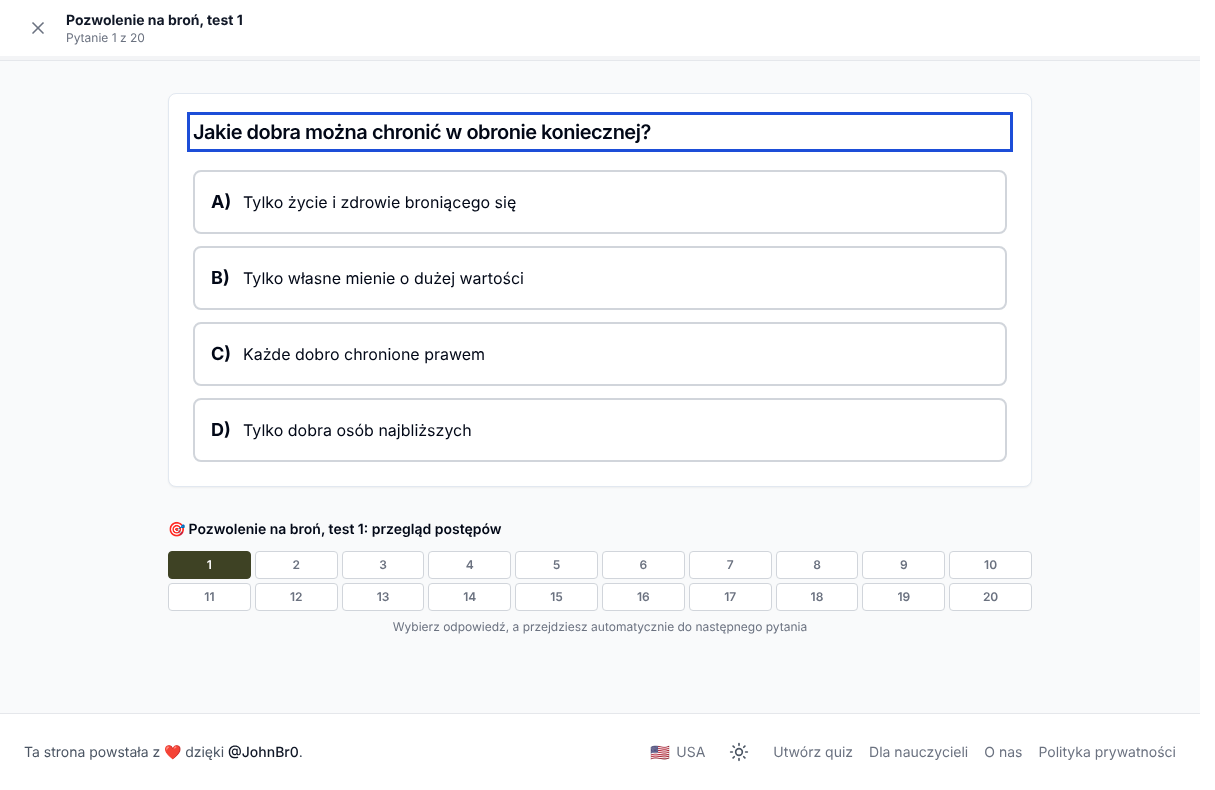 Pozwolenie na broń, test 1
Pytanie 1 z 20
Jakie dobra można chronić w obronie koniecznej?
A) Tylko życie i zdrowie broniącego się
B) Tylko własne mienie o dużej wartości
C) Każde dobro chronione prawem
D) Tylko dobra osób najbliższych
🎯 Pozwolenie na broń, test 1: przegląd postępów
1 2 3 4 5 6 7 8 9 10
11 12 13 14 15 16 17 18 19 20
Wybierz odpowiedź, a przejdziesz automatycznie do następnego pytania
Ta strona powstała z ❤️ dzięki @JohnBr0. 🇺🇸 USA Utwórz quiz Dla nauczycieli O nas Polityka prywatności